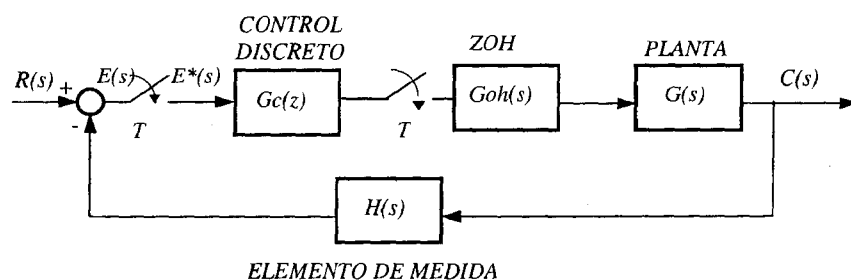 CONTROL
DISCRETO
ZOH
PLANTA
R(s) + E(s) E*(s) Gc(z) Goh(s) G(s) C(s)
- T T
H(s)
ELEMENTO DE MEDIDA